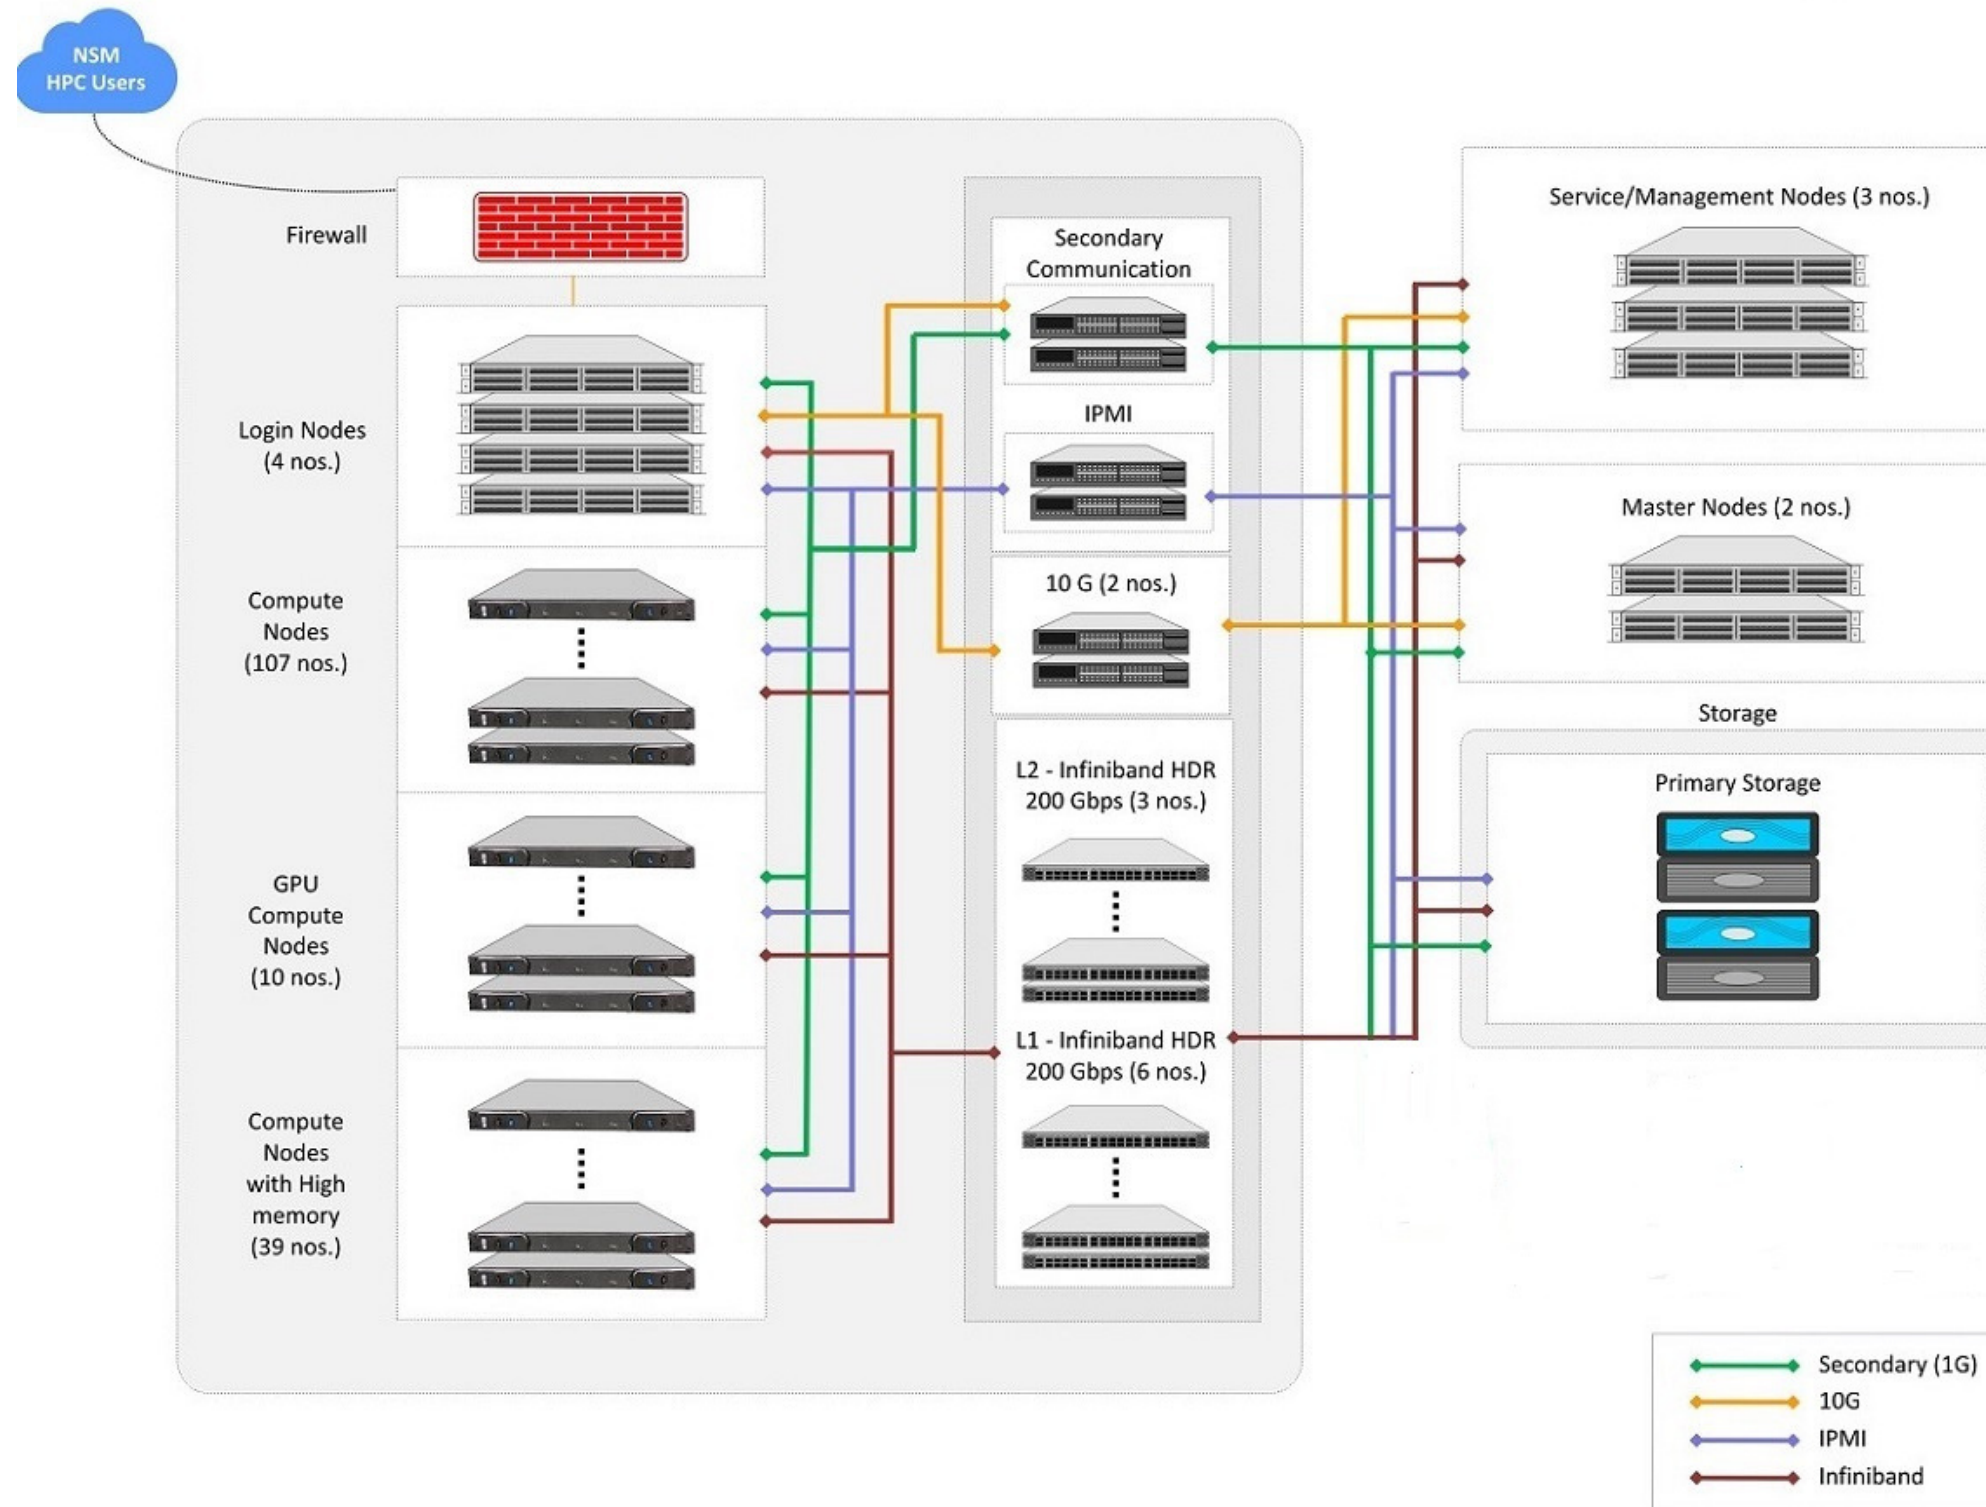 NSM
HPC Users
Firewall
Login Nodes
(4 nos.)
Compute
Nodes
(107 nos.)
GPU
Compute
Nodes
(10 nos.)
Compute
Nodes
with High
memory
(39 nos.)
Secondary
Communication
IPMI
10 G (2 nos.)
L2 - Infiniband HDR
200 Gbps (3 nos.)
L1 - Infiniband HDR
200 Gbps (6 nos.)
Service/Management Nodes (3 nos.)
Master Nodes (2 nos.)
Storage
Primary Storage
Secondary (1G)
10G
IPMI
Infiniband